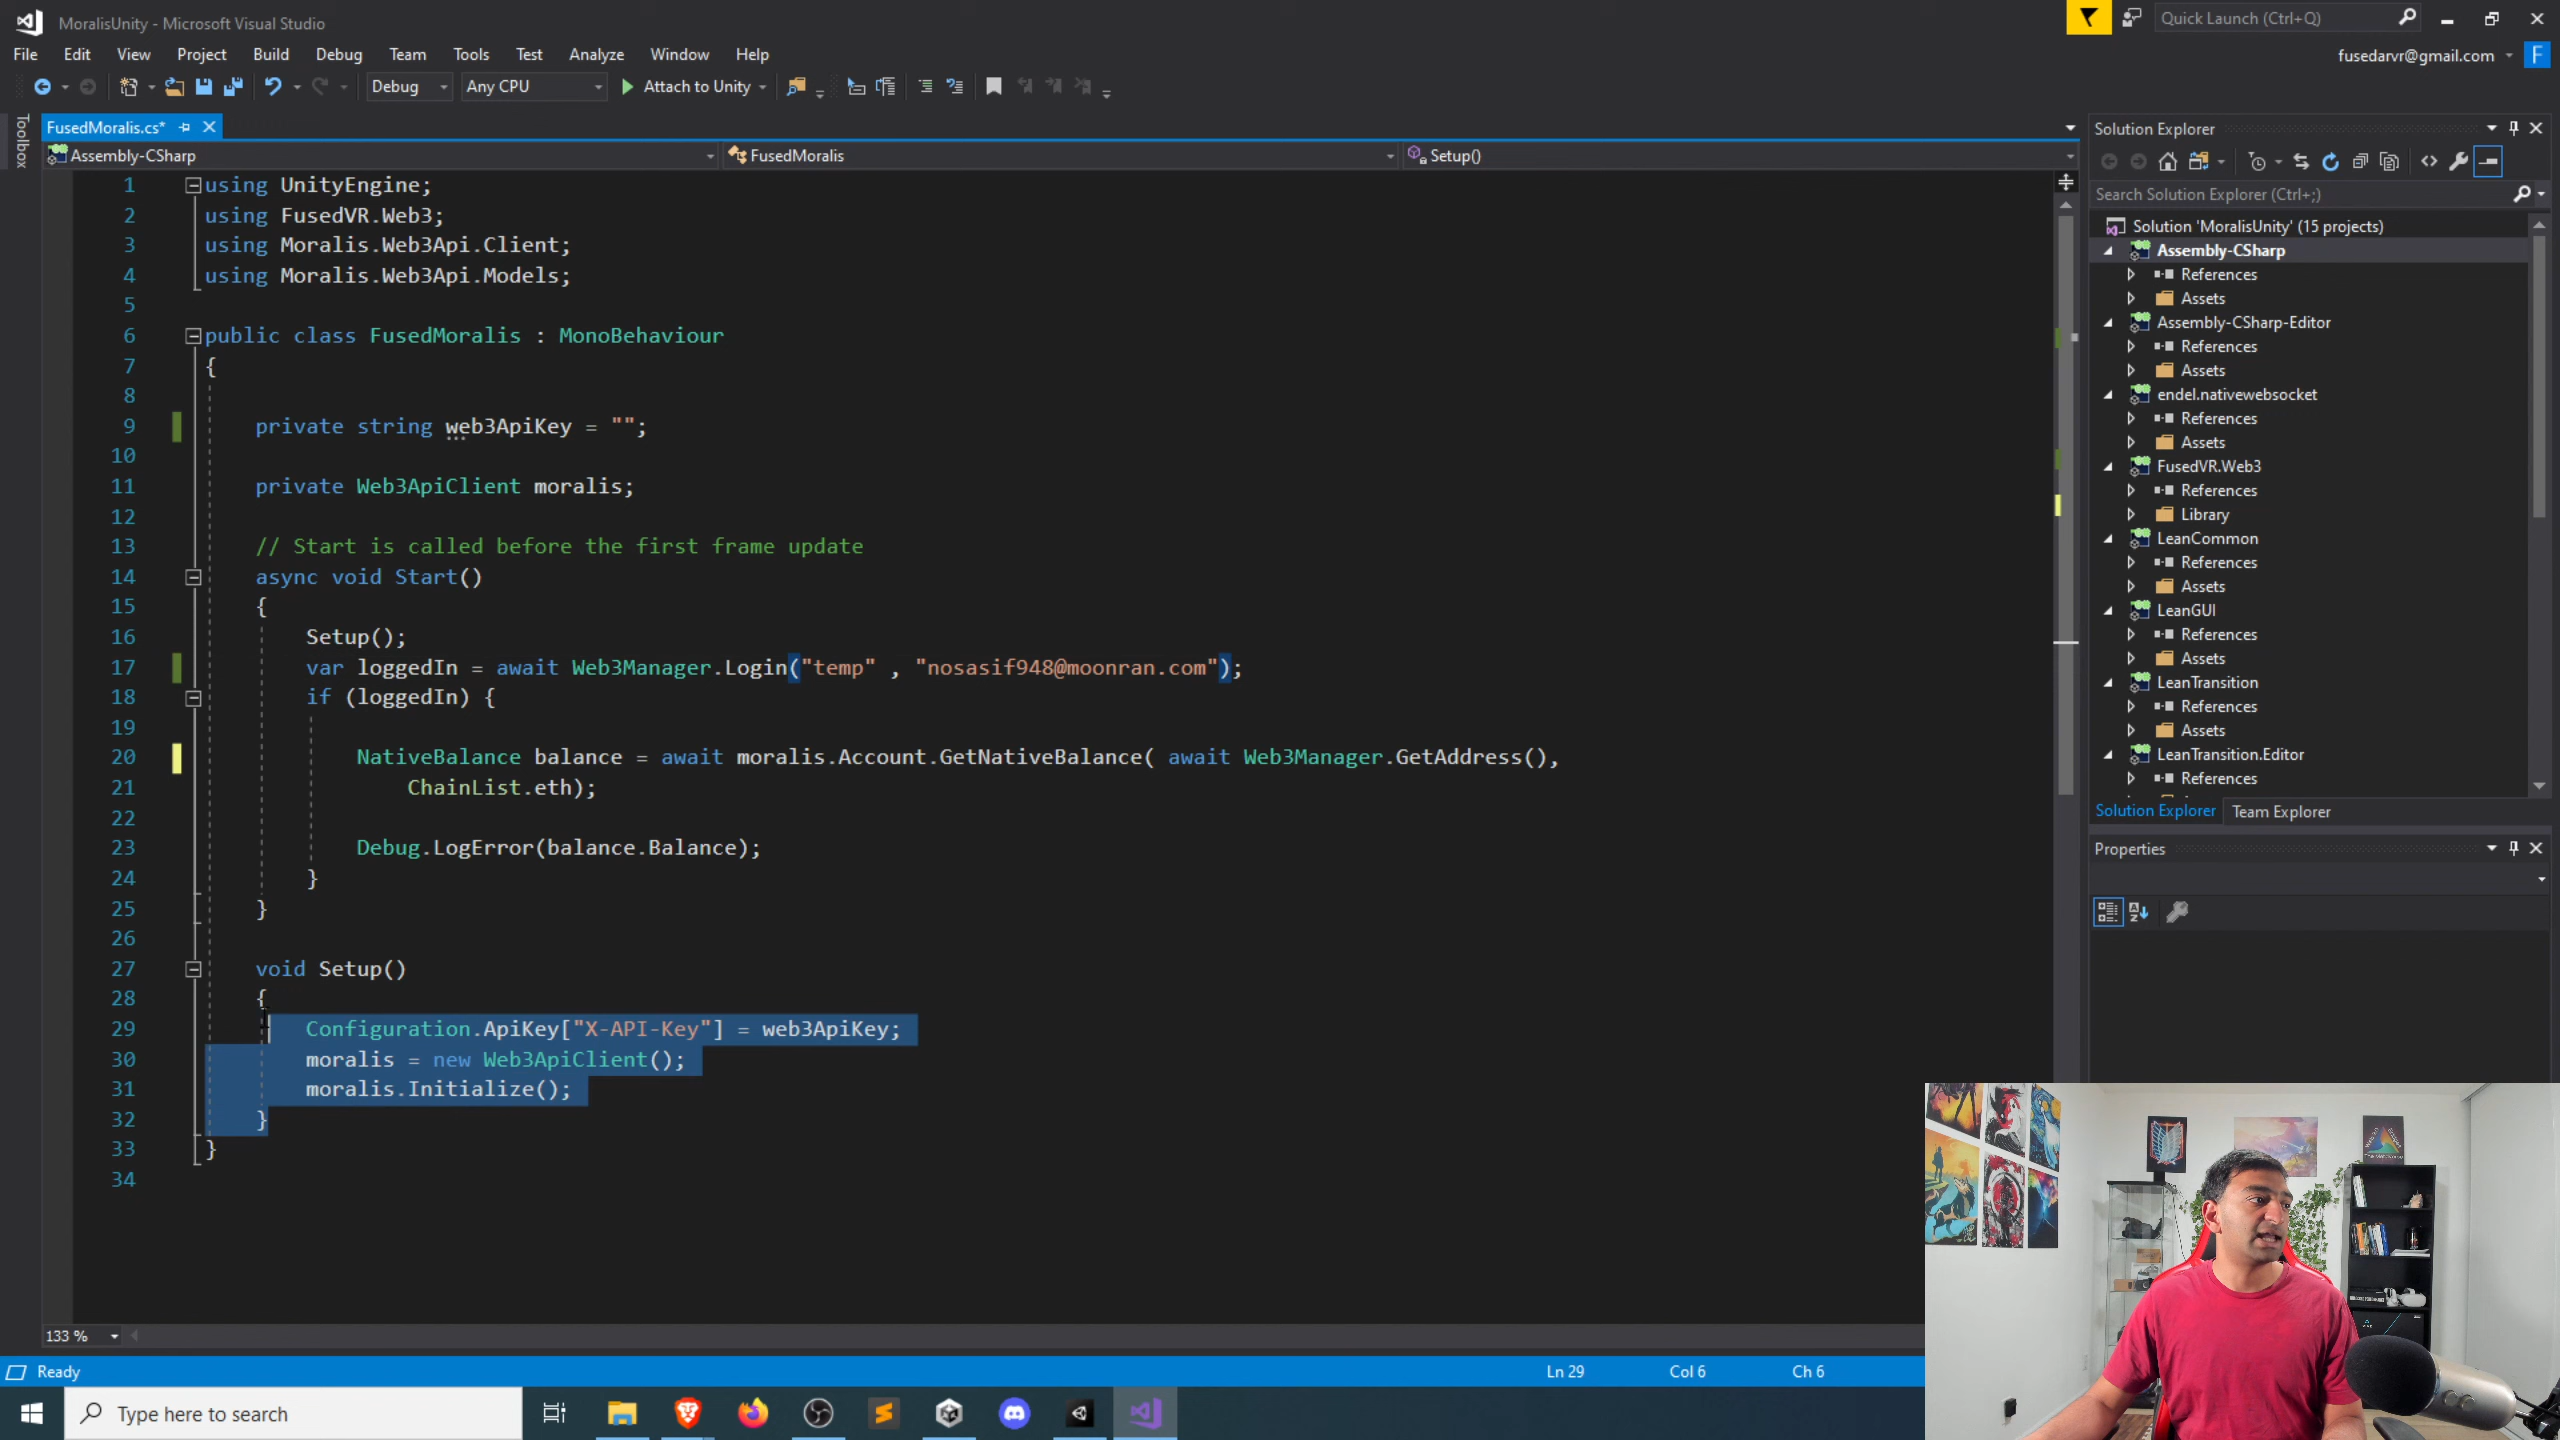 MoralisUnity - Microsoft Visual Studio
Quick Launch (Ctrl+Q)
File Edit View Project Build Debug Team Tools Test Analyze Window Help
fusedarvr@gmail.com F
Debug Any CPU Attach to Unity
Toolbox
FusedMoralis.cs*
Assembly-CSharp FusedMoralis Setup()
1 using UnityEngine;
2 using FusedVR.Web3;
3 using Moralis.Web3Api.Client;
4 using Moralis.Web3Api.Models;
5
6 public class FusedMoralis : MonoBehaviour
7 {
8
9 private string web3ApiKey = "";
10
11 private Web3ApiClient moralis;
12
13 // Start is called before the first frame update
14 async void Start()
15 {
16 Setup();
17 var loggedIn = await Web3Manager.Login("temp" , "nosasif948@moonran.com");
18 if (loggedIn) {
19
20 NativeBalance balance = await moralis.Account.GetNativeBalance( await Web3Manager.GetAddress(),
21 ChainList.eth);
22
23 Debug.LogError(balance.Balance);
24 }
25 }
26
27 void Setup()
28 {
29 Configuration.ApiKey["X-API-Key"] = web3ApiKey;
30 moralis = new Web3ApiClient();
31 moralis.Initialize();
32 }
33 }
34
133 %
Ready
Ln 29 Col 6 Ch 6
Type here to search
Solution Explorer
Search Solution Explorer (Ctrl+;)
Solution 'MoralisUnity' (15 projects)
Assembly-CSharp
References
Assets
Assembly-CSharp-Editor
References
Assets
endel.nativewebsocket
References
Assets
FusedVR.Web3
References
Library
LeanCommon
References
Assets
LeanGUI
References
Assets
LeanTransition
References
Assets
LeanTransition.Editor
References
Solution Explorer Team Explorer
Properties